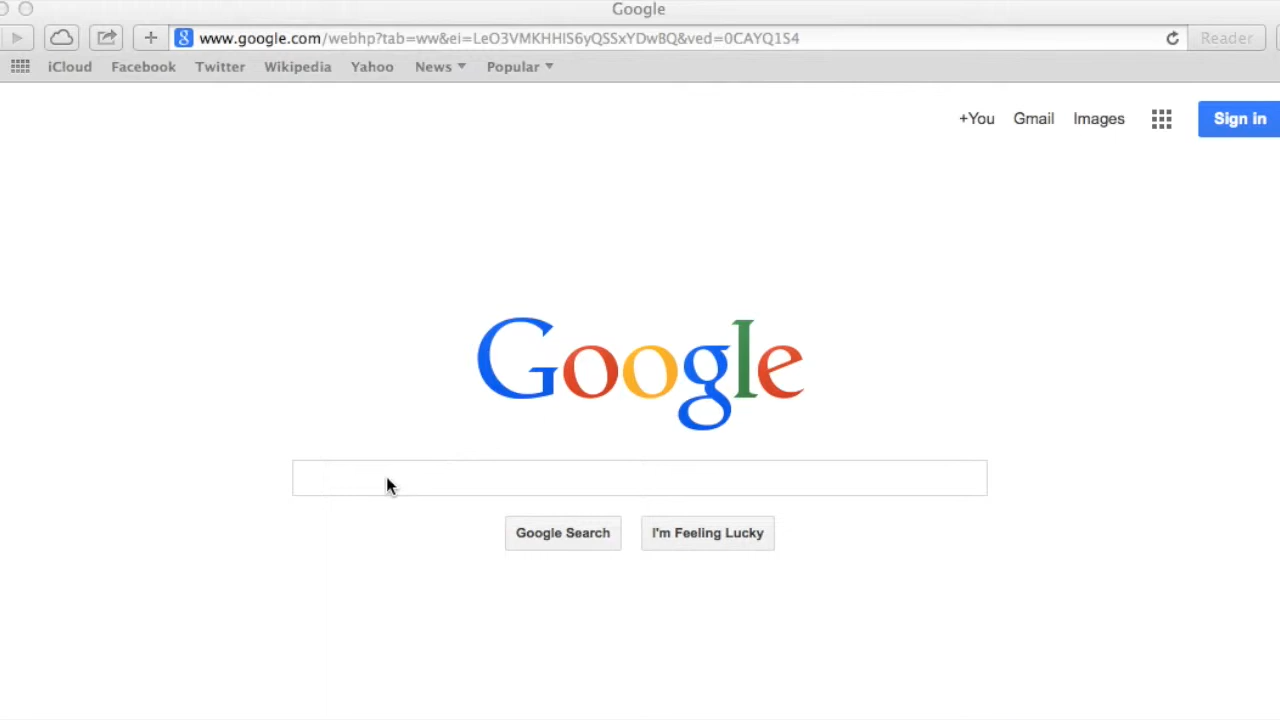 Google
www.google.com/webhp?tab=ww&ei=LeO3VMKHHIS6yQSSxYDwBQ&ved=0CAYQ1S4 Reader
iCloud Facebook Twitter Wikipedia Yahoo News Popular
+You Gmail Images Sign in
Google
Google Search I'm Feeling Lucky